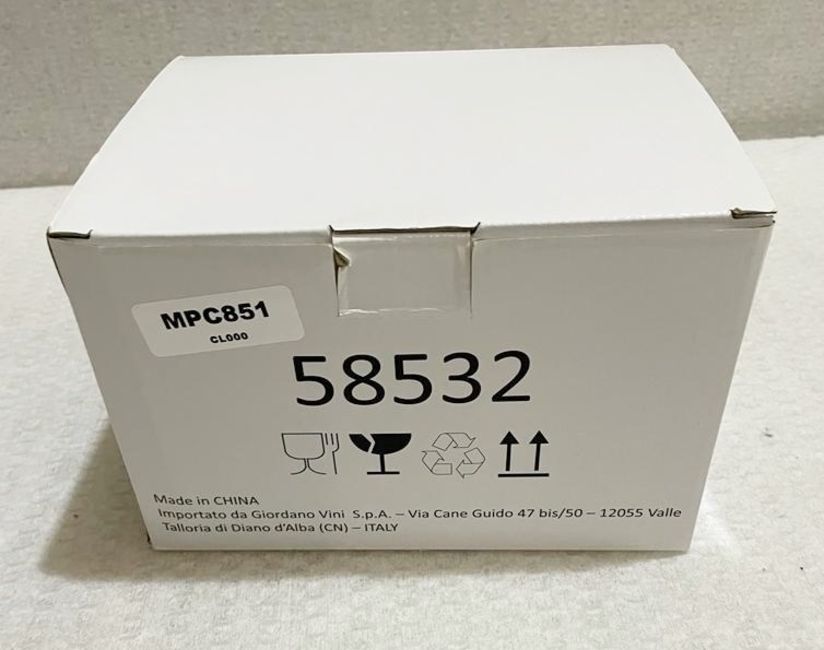 MPC851
CL000
58532
Made in CHINA
Importato da Giordano Vini S.p.A. – Via Cane Guido 47 bis/50 – 12055 Valle
Talloria di Diano d'Alba (CN) – ITALY